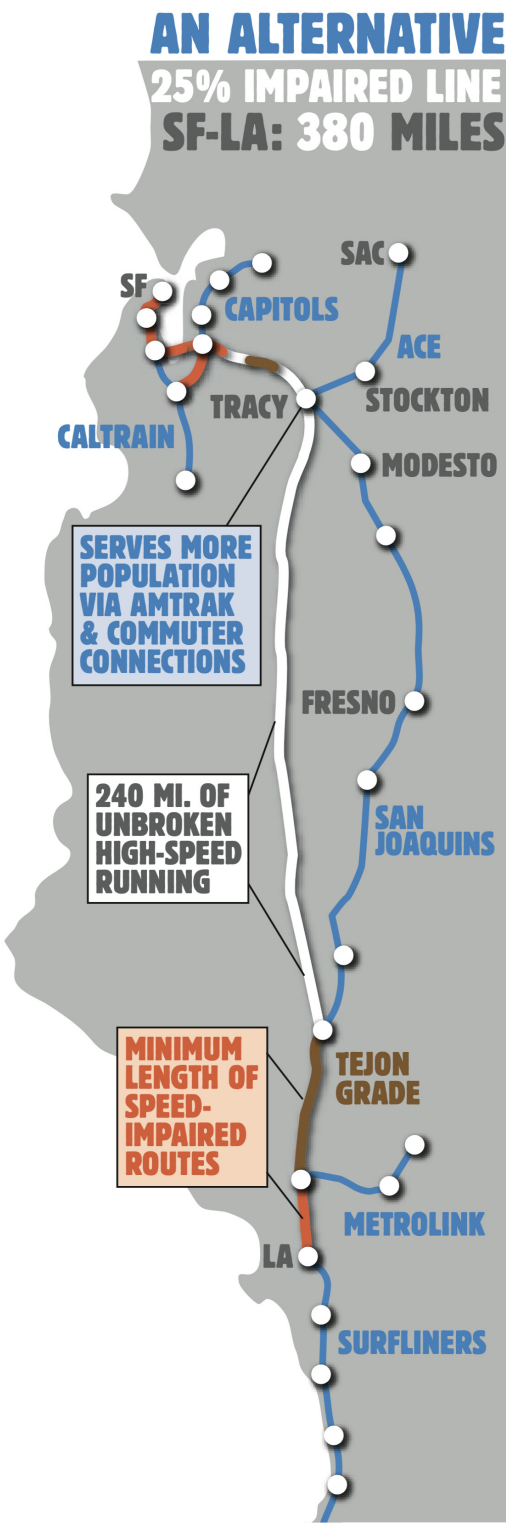 AN ALTERNATIVE
25% IMPAIRED LINE
SF-LA: 380 MILES
SAC
SF
CAPITOLS
ACE
STOCKTON
TRACY
CALTRAIN
MODESTO
SERVES MORE
POPULATION
VIA AMTRAK
& COMMUTER
CONNECTIONS
FRESNO
240 MI. OF
UNBROKEN
HIGH-SPEED
RUNNING
SAN
JOAQUINS
MINIMUM
LENGTH OF
SPEED-
IMPAIRED
ROUTES
TEJON
GRADE
METROLINK
LA
SURFLINERS